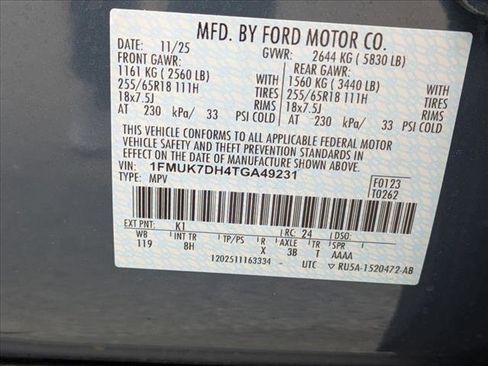 MFD. BY FORD MOTOR CO.
DATE: 11/25 GVWR: 2644 KG ( 5830 LB)
FRONT GAWR: REAR GAWR:
1161 KG ( 2560 LB) WITH 1560 KG ( 3440 LB) WITH
255/65R18 111H TIRES 255/65R18 111H TIRES
18x7.5J RIMS 18x7.5J RIMS
AT 230 kPa/ 33 PSI COLD AT 230 kPa/ 33 PSI COLD
THIS VEHICLE CONFORMS TO ALL APPLICABLE FEDERAL MOTOR
VEHICLE SAFETY AND THEFT PREVENTION STANDARDS IN
EFFECT ON THE DATE OF MANUFACTURE SHOWN ABOVE.
VIN: 1FMUK7DH4TGA49231
TYPE: MPV F0123
T0262
EXT PNT: K1 RC: 24
WB INT TR TP/PS R AXLE TR SPR
119 8H X 3B T AAAA
1202511163334 UTC ▽ RU5A-1520472-AB